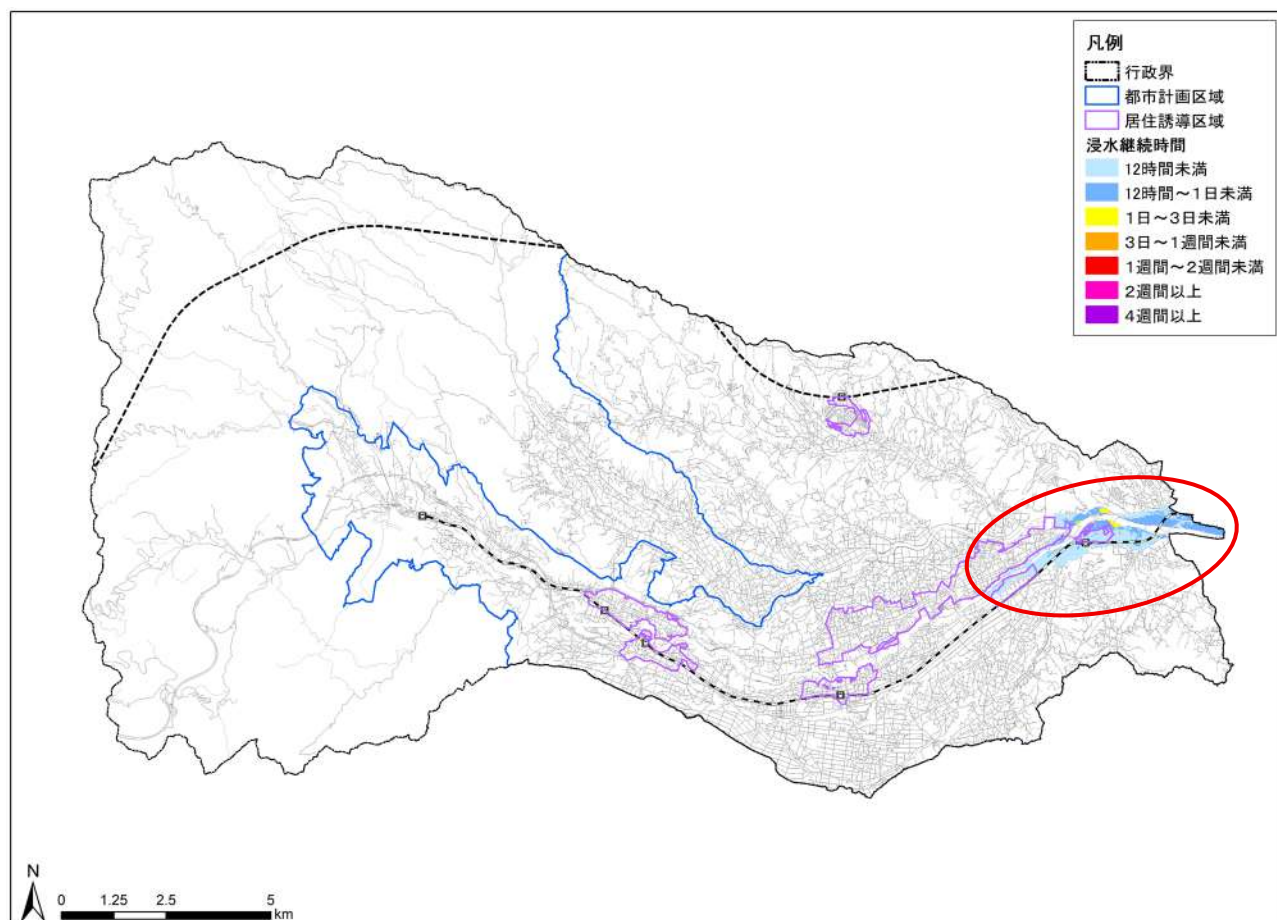 凡例
行政界
都市計画区域
居住誘導区域
浸水継続時間
12時間未満
12時間~1日未満
1日~3日未満
3日~1週間未満
1週間~2週間未満
2週間以上
4週間以上
N
0 1.25 2.5 5
km